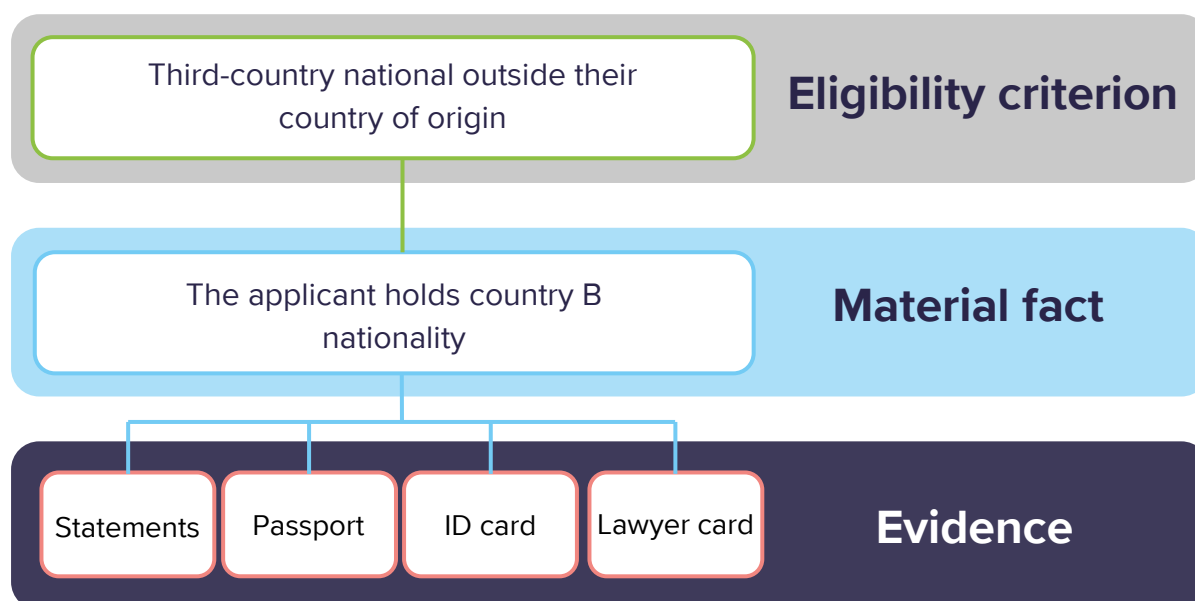 Third-country national outside their
country of origin
Eligibility criterion
The applicant holds country B
nationality
Material fact
Statements
Passport
ID card
Lawyer card
Evidence